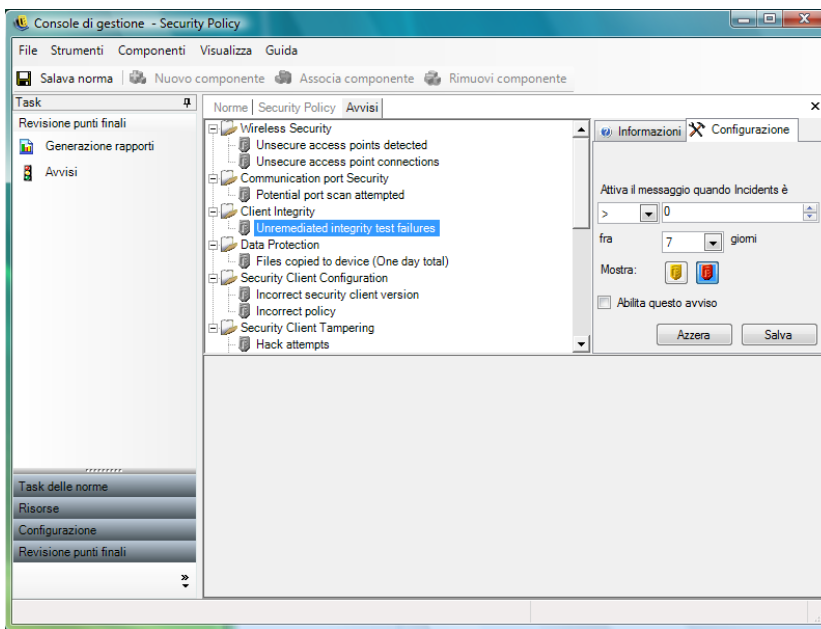 Console di gestione - Security Policy
File Strumenti Componenti Visualizza Guida
Salava norma Nuovo componente Associa componente Rimuovi componente
Task
Revisione punti finali
Generazione rapporti
Avvisi
Task delle norme
Risorse
Configurazione
Revisione punti finali
Norme Security Policy Avvisi
Wireless Security
Unsecure access points detected
Unsecure access point connections
Communication port Security
Potential port scan attempted
Client Integrity
Unremediated integrity test failures
Data Protection
Files copied to device (One day total)
Security Client Configuration
Incorrect security client version
Incorrect policy
Security Client Tampering
Hack attempts
Informazioni Configurazione
Attiva il messaggio quando Incidents è
> 0
fra 7 giorni
Mostra:
Abilita questo avviso
Azzera Salva